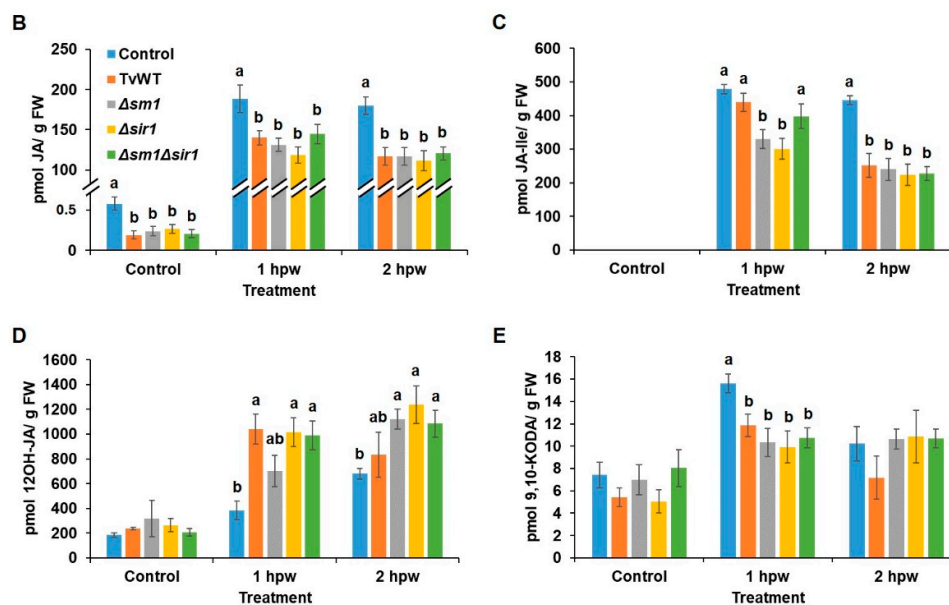 B
pmol JA/ g FW
250
200
150
100
0.5
0
Control
TvWT
Δsm1
Δsir1
Δsm1Δsir1
a
b b b b
a
b b b b
a
b b b b
Control 1 hpw 2 hpw
Treatment
C
pmol JA-Ile/ g FW
600
500
400
300
200
100
0
a a b b a
a b b b b
Control 1 hpw 2 hpw
Treatment
D
pmol 12OH-JA/ g FW
1600
1400
1200
1000
800
600
400
200
0
b a ab a a
b ab a a a
Control 1 hpw 2 hpw
Treatment
E
pmol 9,10-KODA/ g FW
18
16
14
12
10
8
6
4
2
0
a b b b b
Control 1 hpw 2 hpw
Treatment